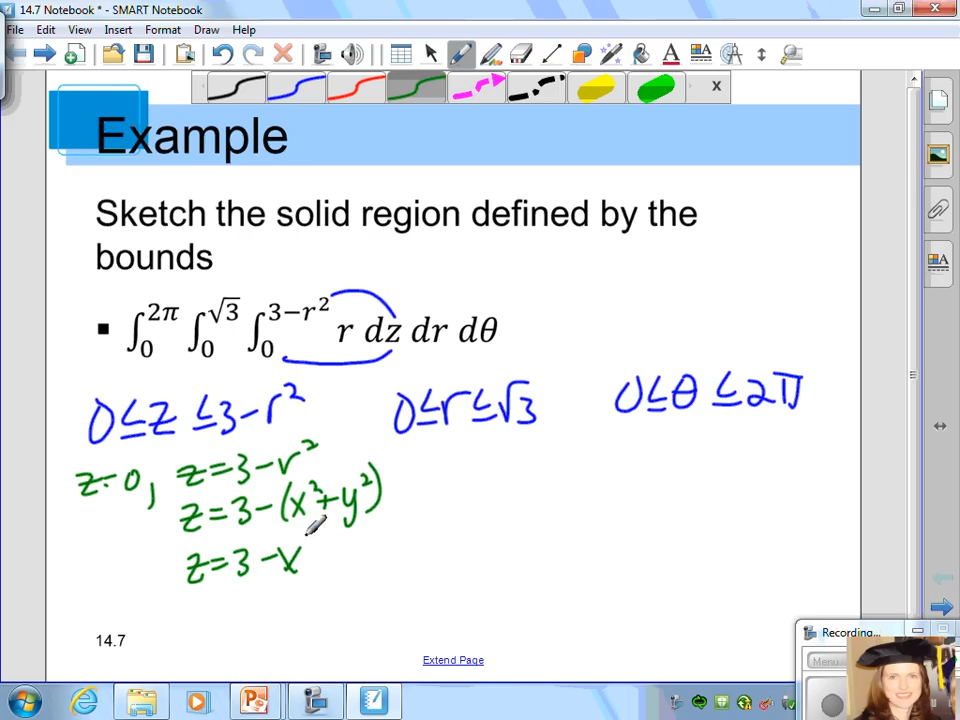 14.7 Notebook * - SMART Notebook
File Edit View Insert Format Draw Tools Help
x
Example
Sketch the solid region defined by the
bounds
▪ ∫₀^{2π} ∫₀^{√3} ∫₀^{3−r²} r dz dr dθ
0≤z≤3-r² 0≤r≤√3 0≤θ≤2π
z=0, z=3-r²
z=3-(x²+y²)
z=3-x
14.7
Extend Page
Recording...
Menu